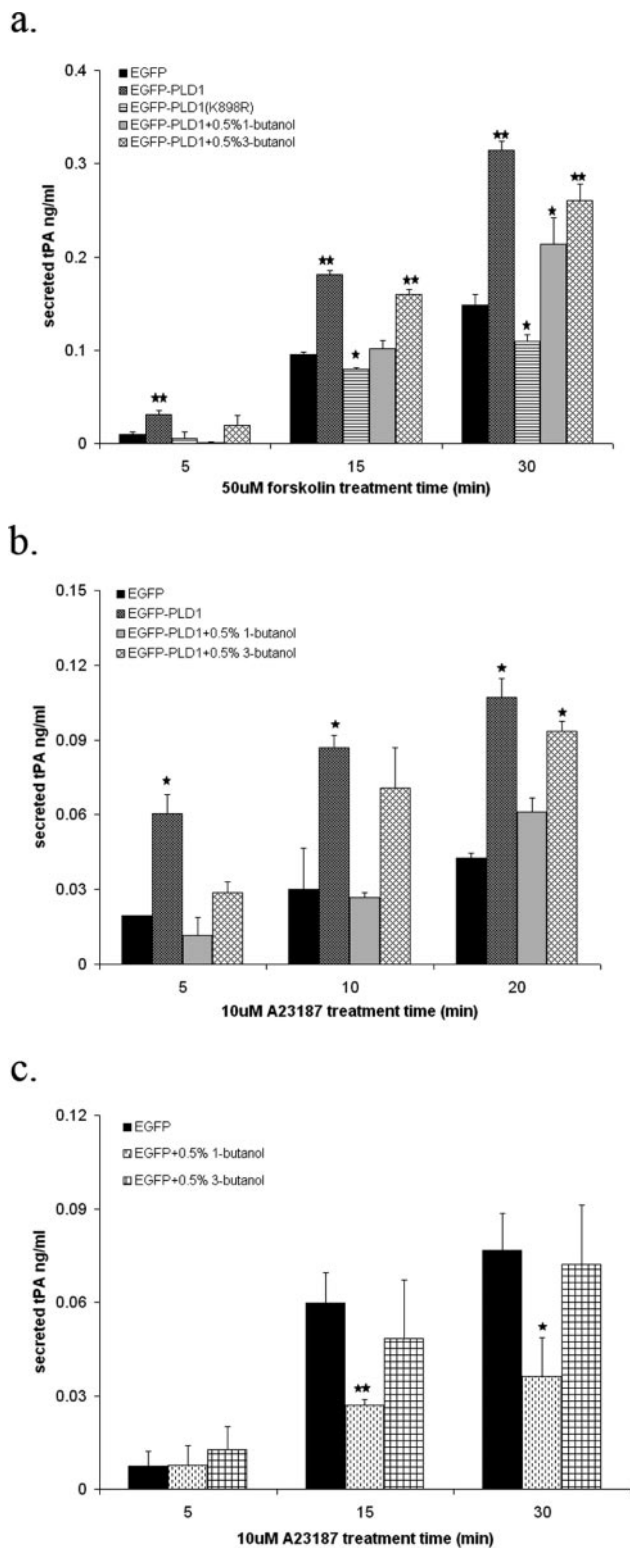 a.
0.4
0.3
0.2
0.1
0
secreted tPA ng/ml
EGFP
EGFP-PLD1
EGFP-PLD1(K898R)
EGFP-PLD1+0.5%1-butanol
EGFP-PLD1+0.5%3-butanol
5 15 30
50uM forskolin treatment time (min)
b.
0.15
0.12
0.09
0.06
0.03
0
secreted tPA ng/ml
EGFP
EGFP-PLD1
EGFP-PLD1+0.5% 1-butanol
EGFP-PLD1+0.5% 3-butanol
5 10 20
10uM A23187 treatment time (min)
c.
0.12
0.09
0.06
0.03
0
secreted tPA ng/ml
EGFP
EGFP+0.5% 1-butanol
EGFP+0.5% 3-butanol
5 15 30
10uM A23187 treatment time (min)